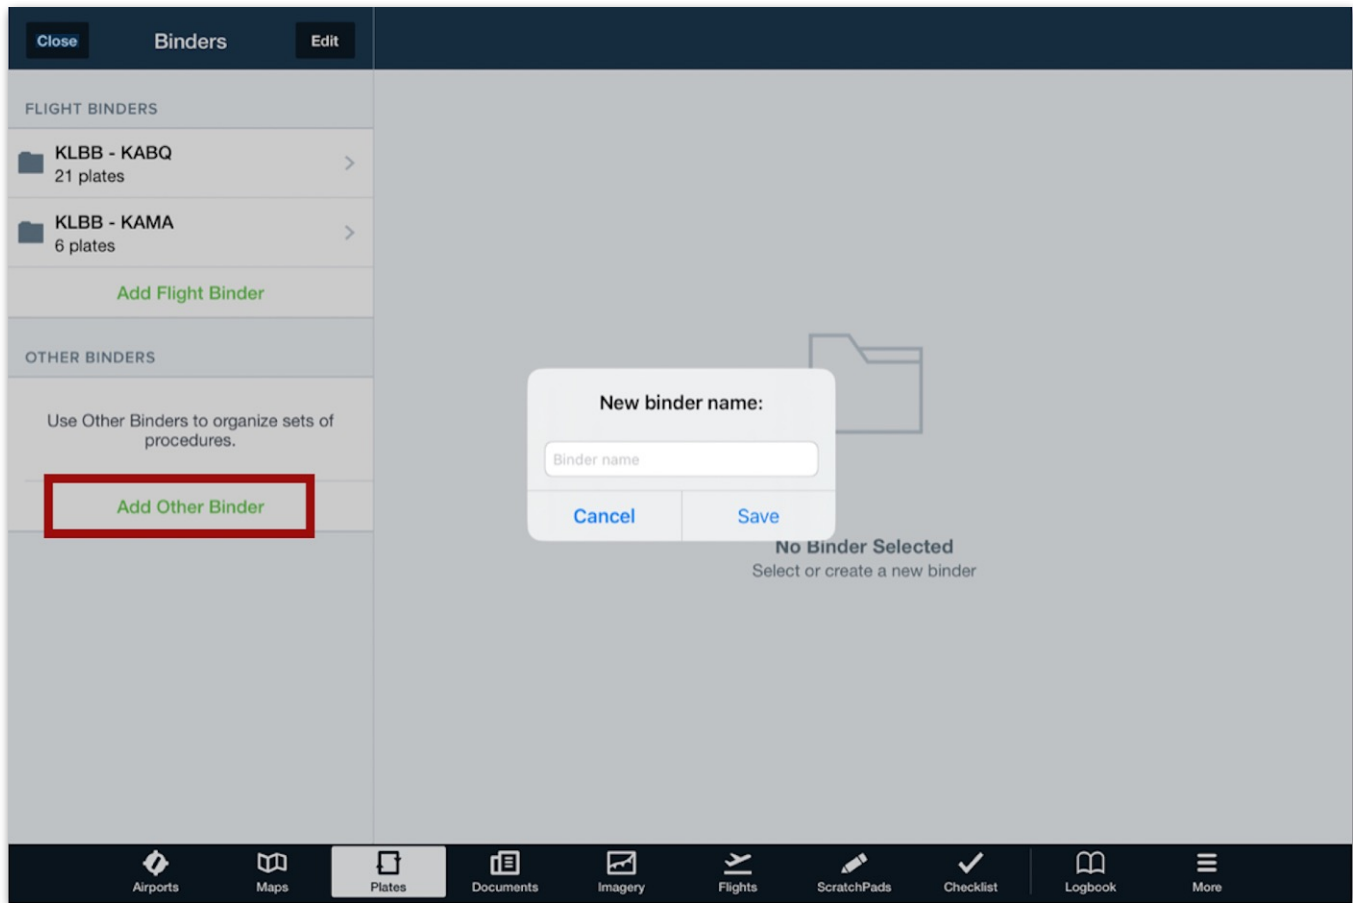 Close
Binders
Edit
FLIGHT BINDERS
KLBB - KABQ
21 plates
KLBB - KAMA
6 plates
Add Flight Binder
OTHER BINDERS
Use Other Binders to organize sets of
procedures.
Add Other Binder
New binder name:
Binder name
Cancel
Save
No Binder Selected
Select or create a new binder
Airports
Maps
Plates
Documents
Imagery
Flights
ScratchPads
Checklist
Logbook
More